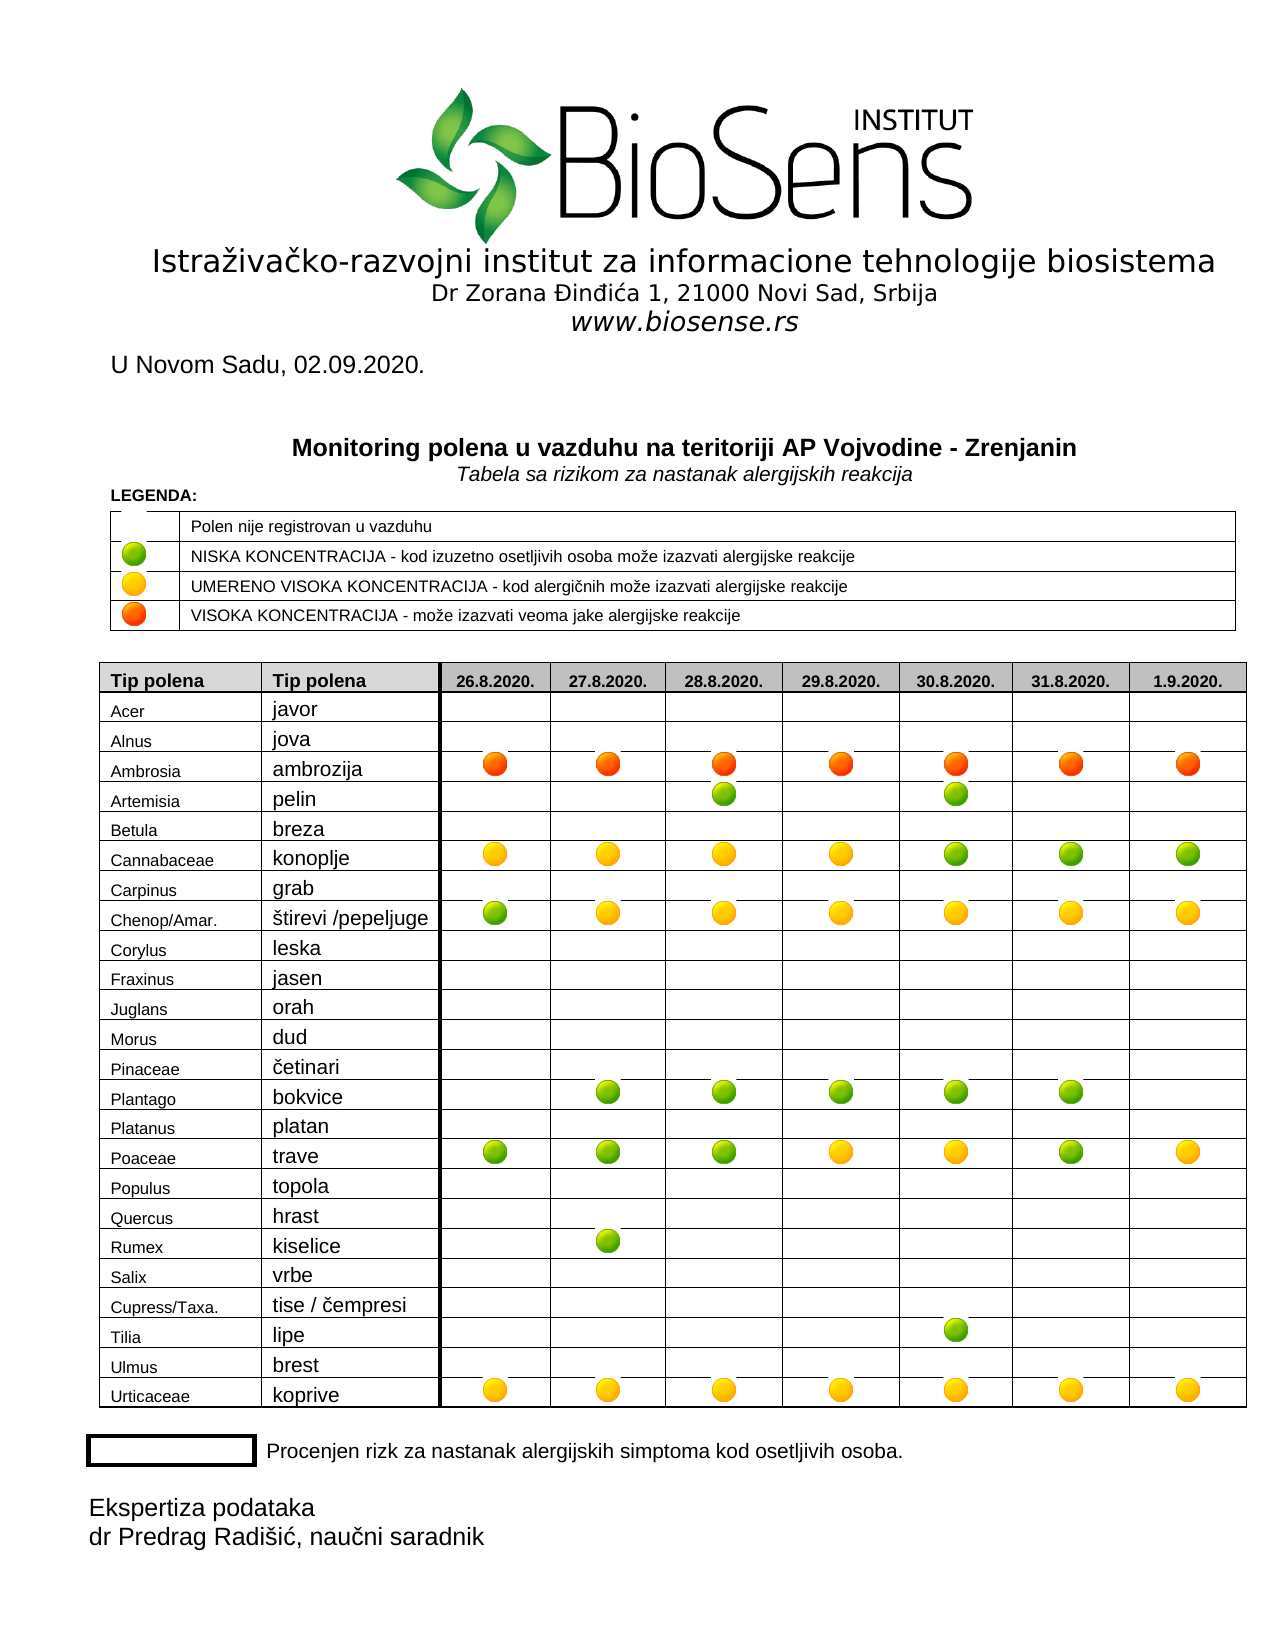 BioSens INSTITUT
Istraživačko-razvojni institut za informacione tehnologije biosistema
Dr Zorana Đinđića 1, 21000 Novi Sad, Srbija
www.biosense.rs
U Novom Sadu, 02.09.2020.
Monitoring polena u vazduhu na teritoriji AP Vojvodine - Zrenjanin
Tabela sa rizikom za nastanak alergijskih reakcija
LEGENDA:
Polen nije registrovan u vazduhu
NISKA KONCENTRACIJA - kod izuzetno osetljivih osoba može izazvati alergijske reakcije
UMERENO VISOKA KONCENTRACIJA - kod alergičnih može izazvati alergijske reakcije
VISOKA KONCENTRACIJA - može izazvati veoma jake alergijske reakcije
Tip polena Tip polena 26.8.2020. 27.8.2020. 28.8.2020. 29.8.2020. 30.8.2020. 31.8.2020. 1.9.2020.
Acer javor
Alnus jova
Ambrosia ambrozija
Artemisia pelin
Betula breza
Cannabaceae konoplje
Carpinus grab
Chenop/Amar. štirevi /pepeljuge
Corylus leska
Fraxinus jasen
Juglans orah
Morus dud
Pinaceae četinari
Plantago bokvice
Platanus platan
Poaceae trave
Populus topola
Quercus hrast
Rumex kiselice
Salix vrbe
Cupress/Taxa. tise / čempresi
Tilia lipe
Ulmus brest
Urticaceae koprive
Procenjen rizk za nastanak alergijskih simptoma kod osetljivih osoba.
Ekspertiza podataka
dr Predrag Radišić, naučni saradnik